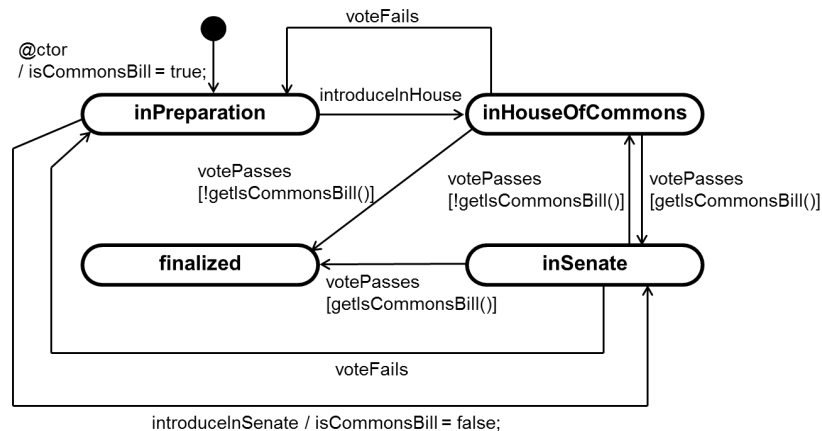 voteFails
@ctor
/ isCommonsBill = true;
introduceInHouse
inPreparation
inHouseOfCommons
votePasses
[!getIsCommonsBill()]
votePasses
[!getIsCommonsBill()]
votePasses
[getIsCommonsBill()]
finalized
inSenate
votePasses
[getIsCommonsBill()]
voteFails
introduceInSenate / isCommonsBill = false;